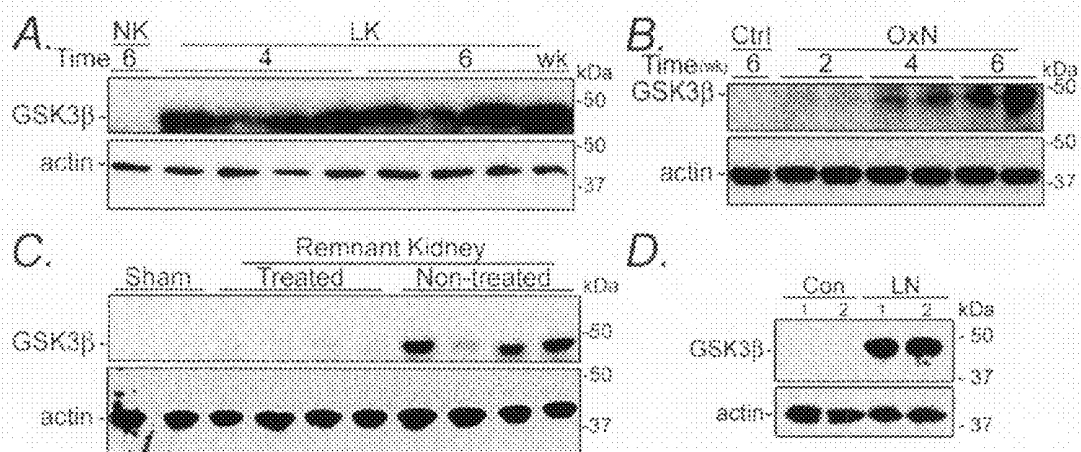 A.
NK LK
Time 6 4 6 wk
kDa
GSK3β -50
-50
actin
-37
B.
Ctrl OxN
Time(wk) 6 2 4 6 kDa
GSK3β -50
-50
actin
-37
C.
Remnant Kidney
Sham Treated Non-treated
kDa
GSK3β -50
-50
actin
-37
D.
Con LN
1 2 1 2 kDa
GSK3β - 50
- 37
actin
- 37